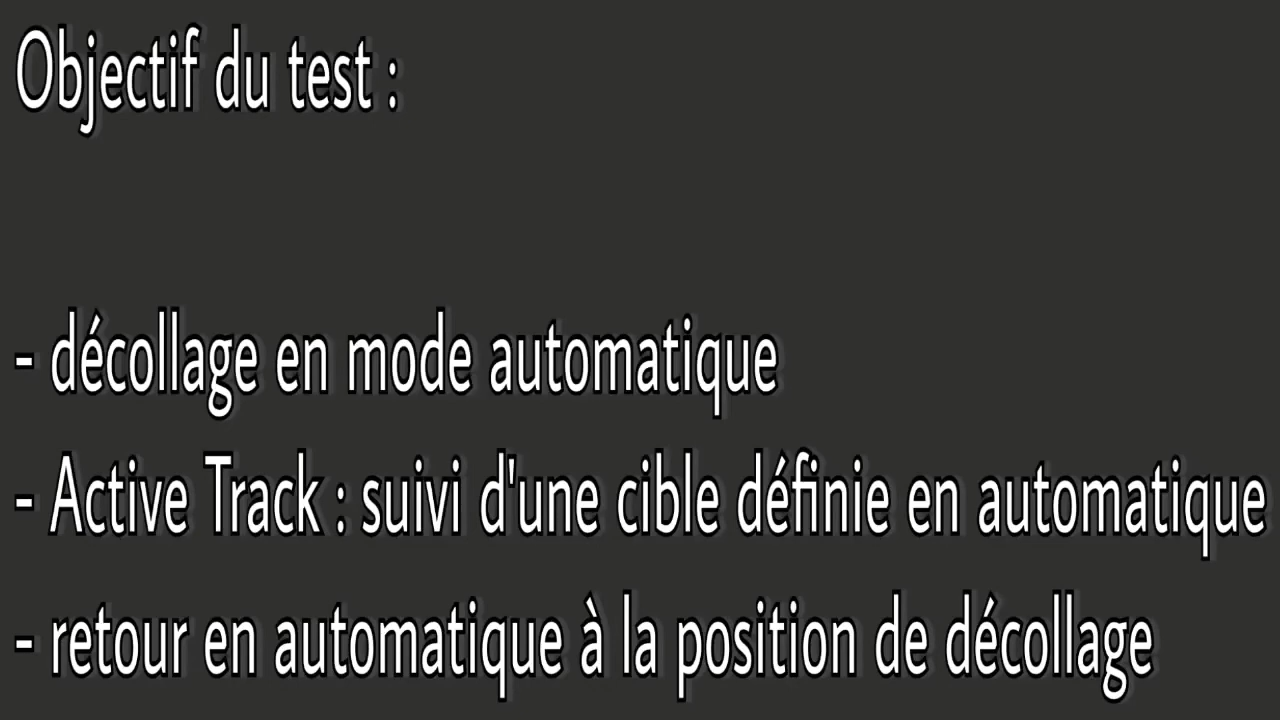 Objectif du test :
- décollage en mode automatique
- Active Track : suivi d'une cible définie en automatique
- retour en automatique à la position de décollage